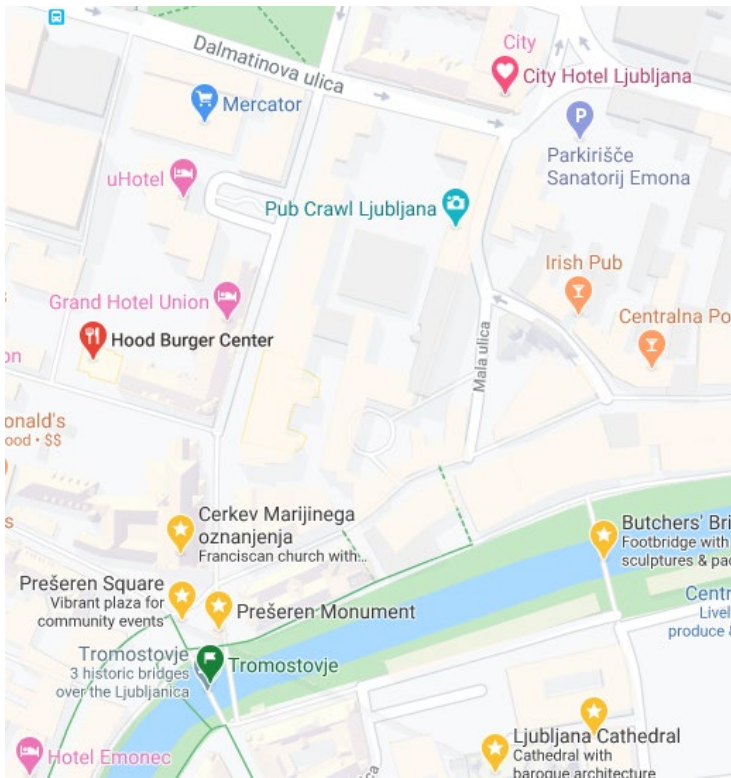 Dalmatinova ulica
City
City Hotel Ljubljana
Mercator
P
Parkirišče
Sanatorij Emona
uHotel
Pub Crawl Ljubljana
Irish Pub
Grand Hotel Union
Centralna Po
Hood Burger Center
on
Mala ulica
onald's
ood • $$
s
Cerkev Marijinega
oznanjenja
Franciscan church with...
Butchers' Bri
Footbridge with
sculptures & pad
Prešeren Square
Vibrant plaza for
community events
Prešeren Monument
Centr
Livel
produce &
Tromostovje
3 historic bridges
over the Ljubljanica
Tromostovje
Ljubljana Cathedral
Cathedral with
baroque architecture
Hotel Emonec